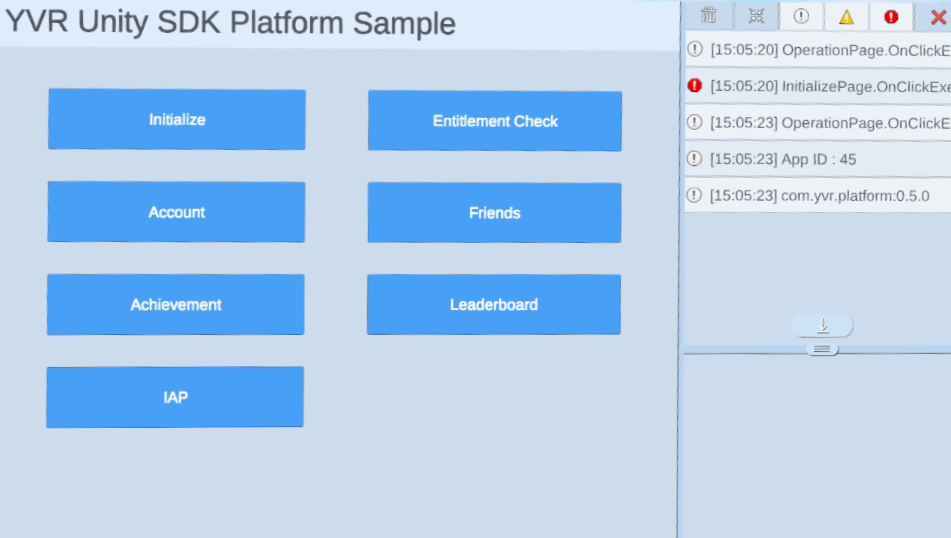 YVR Unity SDK Platform Sample
Initialize
Entitlement Check
Account
Friends
Achievement
Leaderboard
IAP
[15:05:20] OperationPage.OnClickE
[15:05:20] InitializePage.OnClickExe
[15:05:23] OperationPage.OnClickE
[15:05:23] App ID : 45
[15:05:23] com.yvr.platform:0.5.0